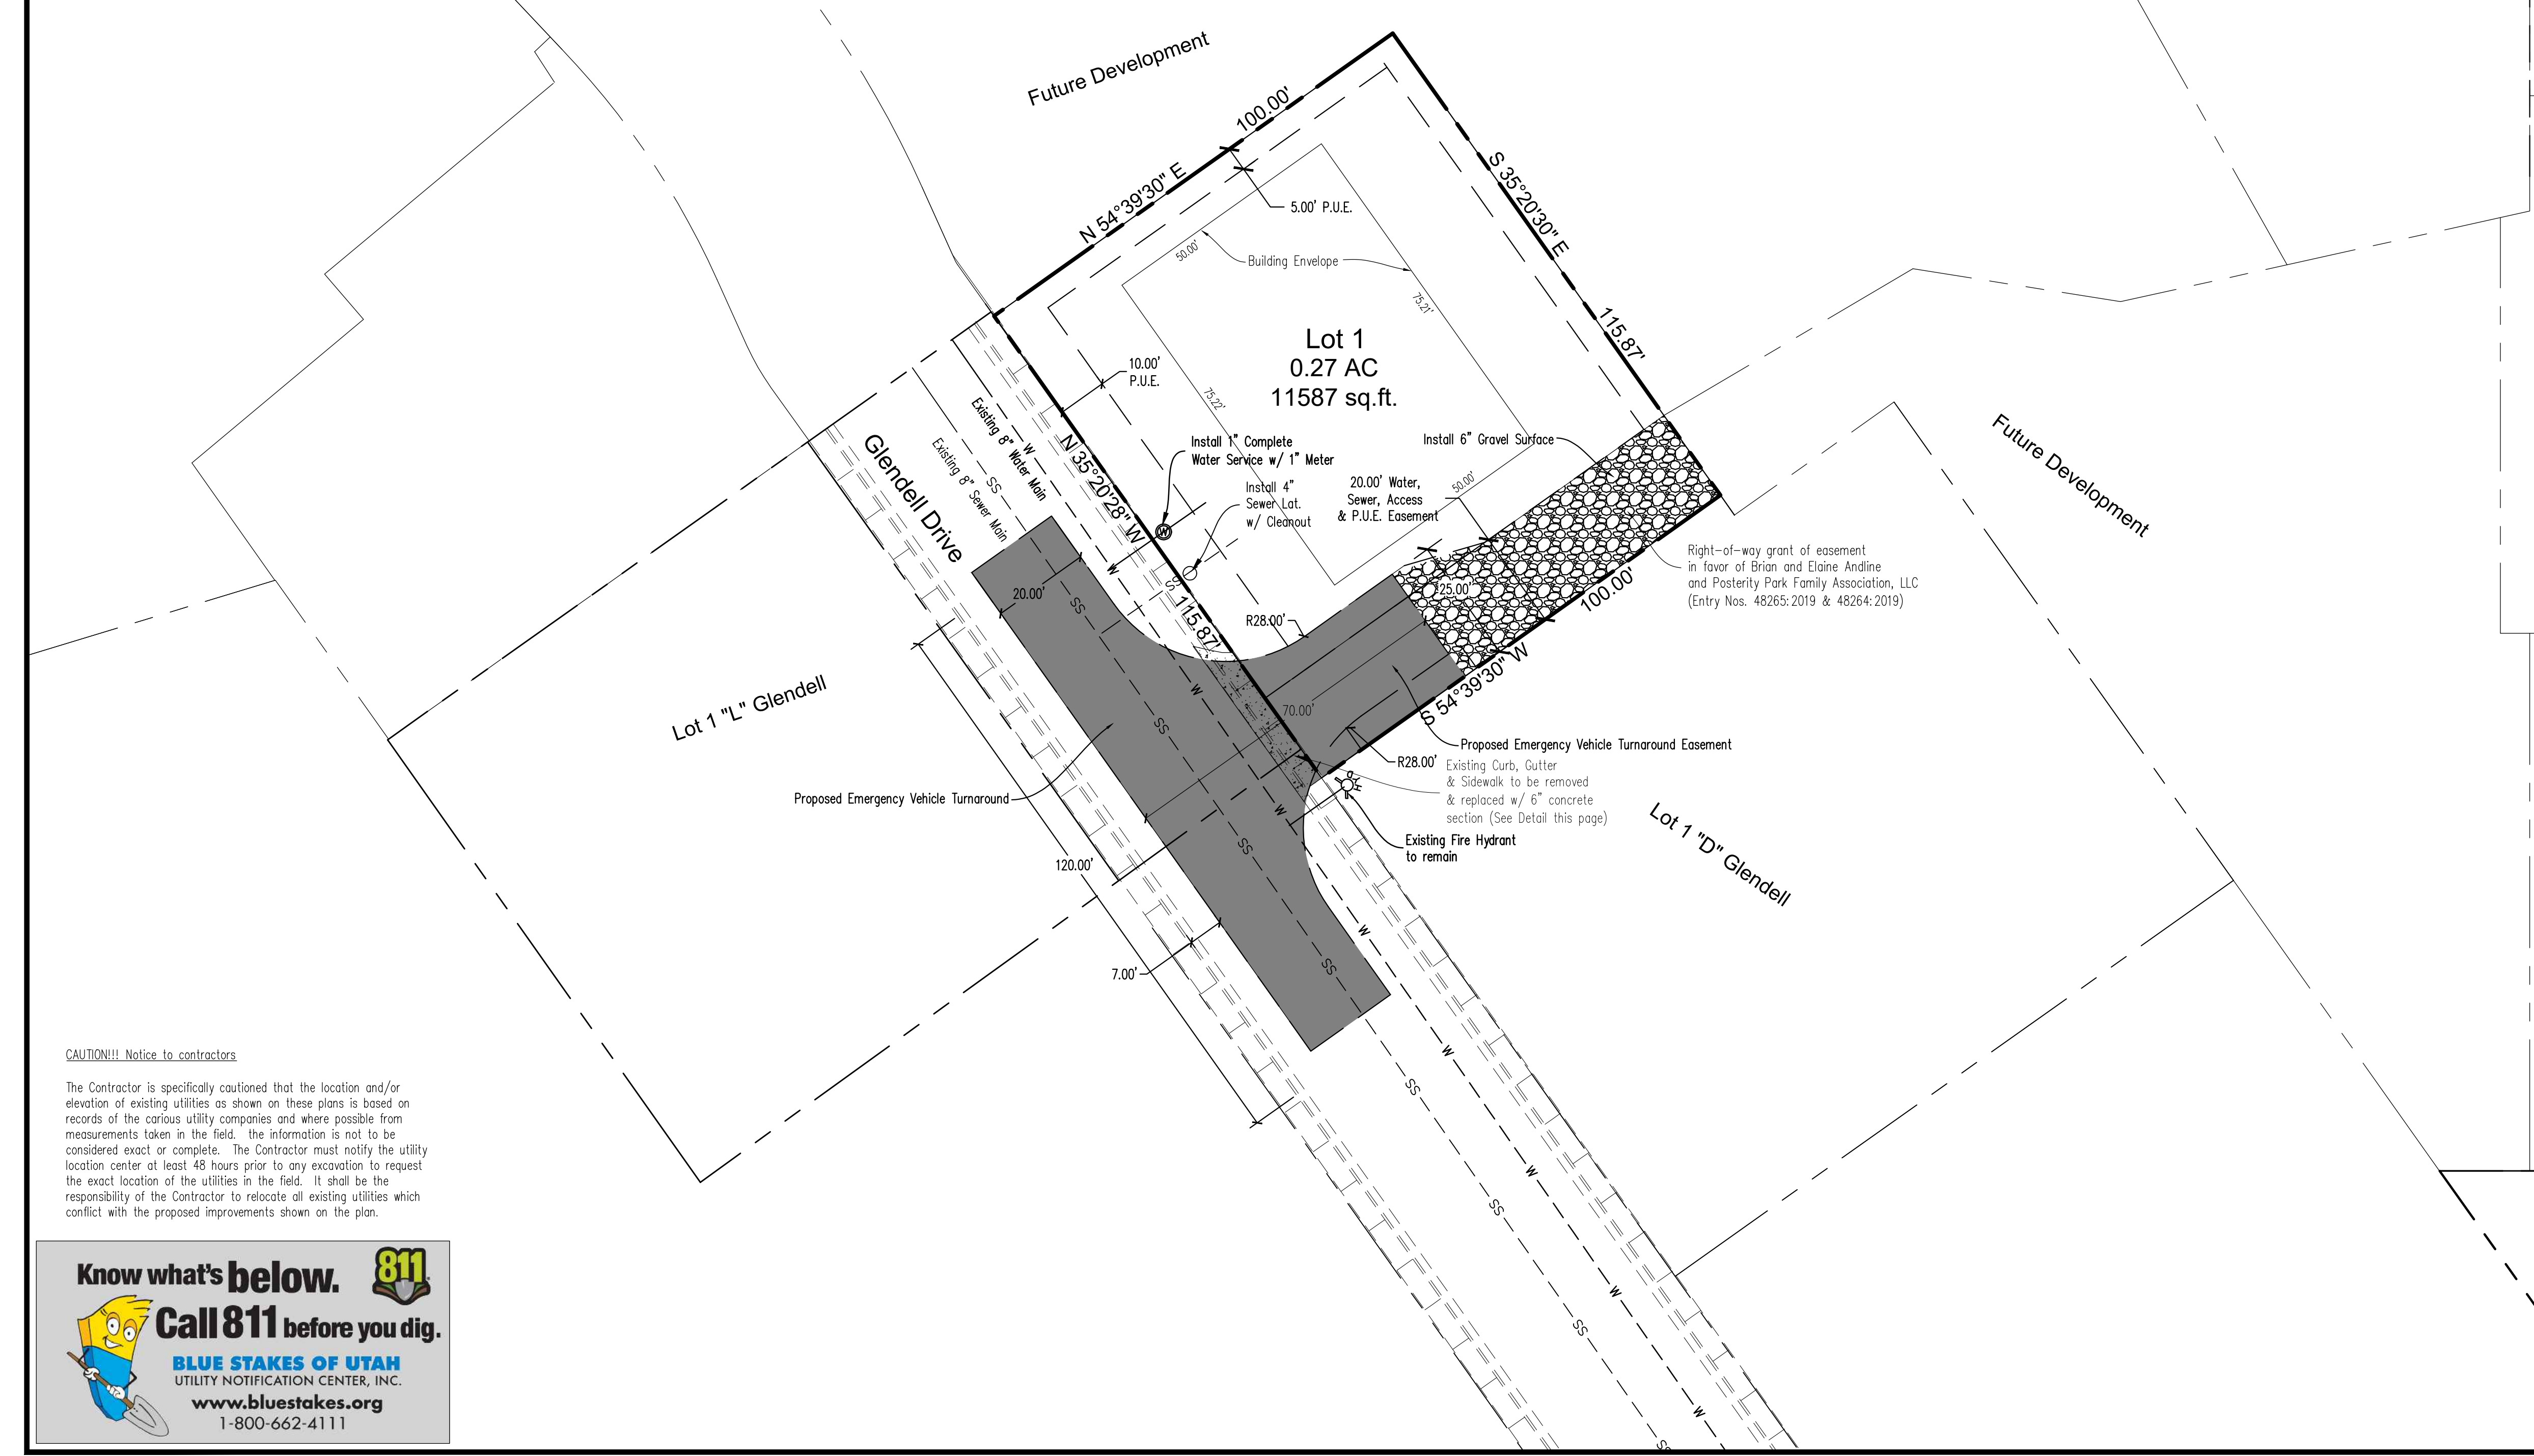 Future Development
100.00'
N 54°39'30" E
S 35°20'30" E
115.87'
5.00' P.U.E.
50.00'
Building Envelope
75.21'
Lot 1
0.27 AC
11587 sq.ft.
75.22'
10.00'
P.U.E.
Existing 8" Water Main
W
Existing 8" Sewer Main
SS
Glendell Drive
N 35°20'28" W
115.87'
Install 1" Complete
Water Service w/ 1" Meter
W
Install 4"
Sewer Lat.
w/ Cleanout
S
Install 6" Gravel Surface
20.00' Water,
Sewer, Access
& P.U.E. Easement
50.00'
Future Development
Right-of-way grant of easement
in favor of Brian and Elaine Andline
and Posterity Park Family Association, LLC
(Entry Nos. 48265:2019 & 48264:2019)
25.00'
100.00'
S 54°39'30" W
20.00'
R28.00'
70.00'
Lot 1 "L" Glendell
Proposed Emergency Vehicle Turnaround
Proposed Emergency Vehicle Turnaround Easement
R28.00'
Existing Curb, Gutter
& Sidewalk to be removed
& replaced w/ 6" concrete
section (See Detail this page)
Existing Fire Hydrant
to remain
Lot 1 "D" Glendell
120.00'
7.00'
W
W
W
W
W
W
W
W
W
SS
SS
SS
SS
SS
SS
SS
SS
CAUTION!!! Notice to contractors
The Contractor is specifically cautioned that the location and/or
elevation of existing utilities as shown on these plans is based on
records of the carious utility companies and where possible from
measurements taken in the field. the information is not to be
considered exact or complete. The Contractor must notify the utility
location center at least 48 hours prior to any excavation to request
the exact location of the utilities in the field. It shall be the
responsibility of the Contractor to relocate all existing utilities which
conflict with the proposed improvements shown on the plan.
Know what's below.
811
Call 811 before you dig.
BLUE STAKES OF UTAH
UTILITY NOTIFICATION CENTER, INC.
www.bluestakes.org
1-800-662-4111